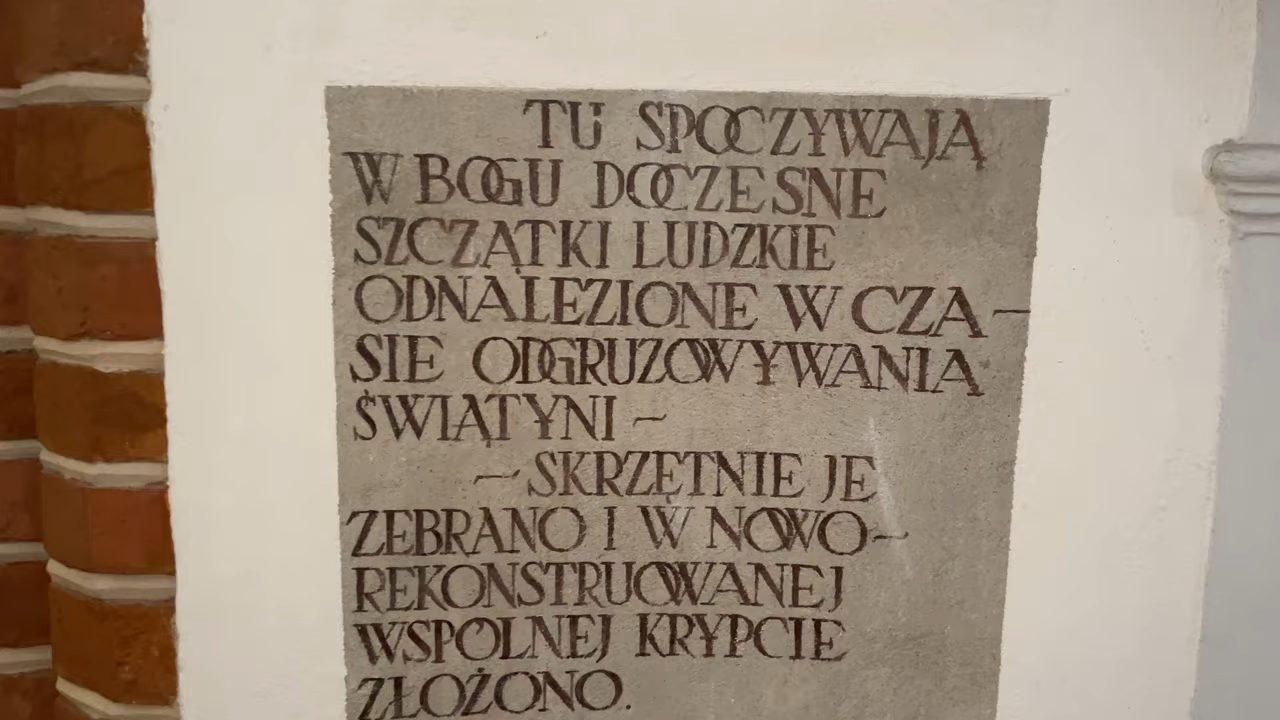 TU SPOCZYWAJĄ
W BOGU DOCZESNE
SZCZĄTKI LUDZKIE
ODNALEZIONE W CZA-
SIE ODGRUZOWYWANIA
ŚWIĄTYNI -
- SKRZĘTNIE JE
ZEBRANO I W NOWO-
REKONSTRUOWANEJ
WSPÓLNEJ KRYPCIE
ZŁOŻONO.